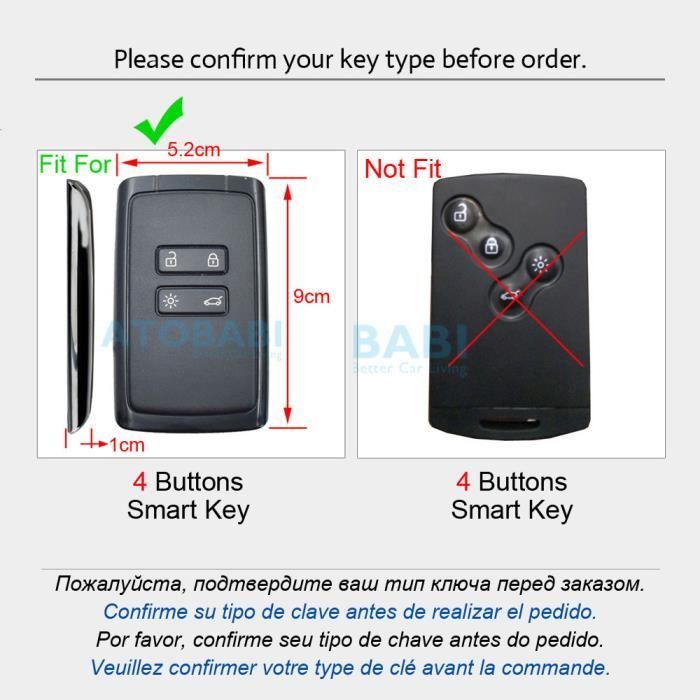 Please confirm your key type before order.
Fit For
5.2cm
9cm
1cm
ATOBABI
Living
Not Fit
BABI
Better Car Living
4 Buttons
Smart Key
4 Buttons
Smart Key
Пожалуйста, подтвердите ваш тип ключа перед заказом.
Confirme su tipo de clave antes de realizar el pedido.
Por favor, confirme seu tipo de chave antes do pedido.
Veuillez confirmer votre type de clé avant la commande.